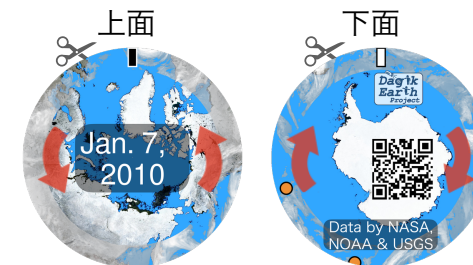 上面
下面
Jan. 7,
2010
Dagik
Earth
Project
Data by NASA,
NOAA & USGS